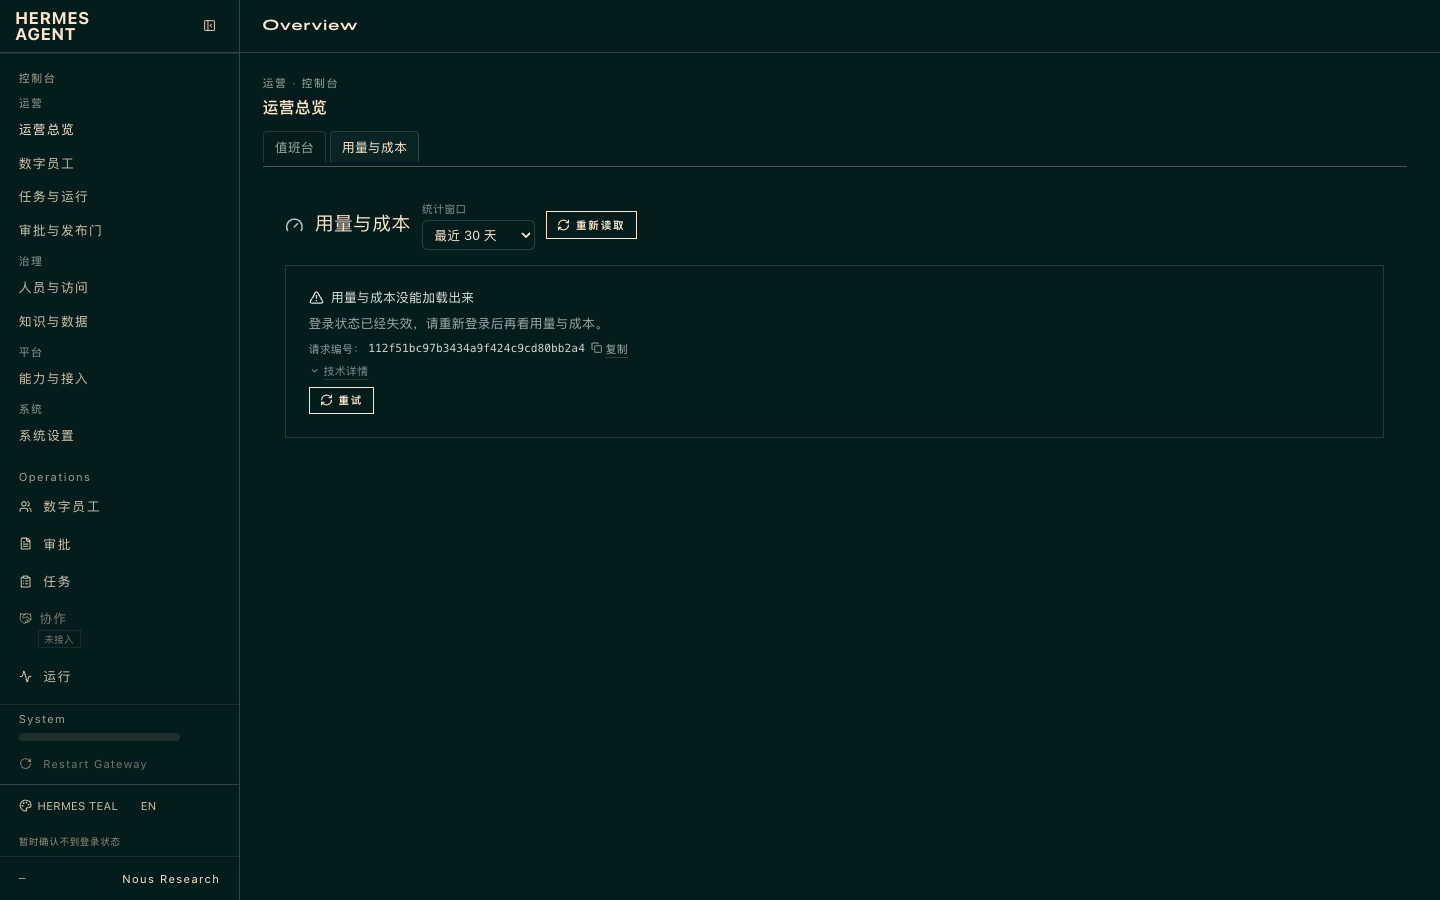 HERMES
AGENT
Overview
控制台
运营
运营总览
数字员工
任务与运行
审批与发布门
治理
人员与访问
知识与数据
平台
能力与接入
系统
系统设置
Operations
数字员工
审批
任务
协作
未接入
运行
System
Restart Gateway
HERMES TEAL EN
暂时确认不到登录状态
— Nous Research
运营 · 控制台
运营总览
值班台 用量与成本
用量与成本
统计窗口
最近 30 天
重新读取
用量与成本没能加载出来
登录状态已经失效，请重新登录后再看用量与成本。
请求编号： 112f51bc97b3434a9f424c9cd80bb2a4 复制
技术详情
重试